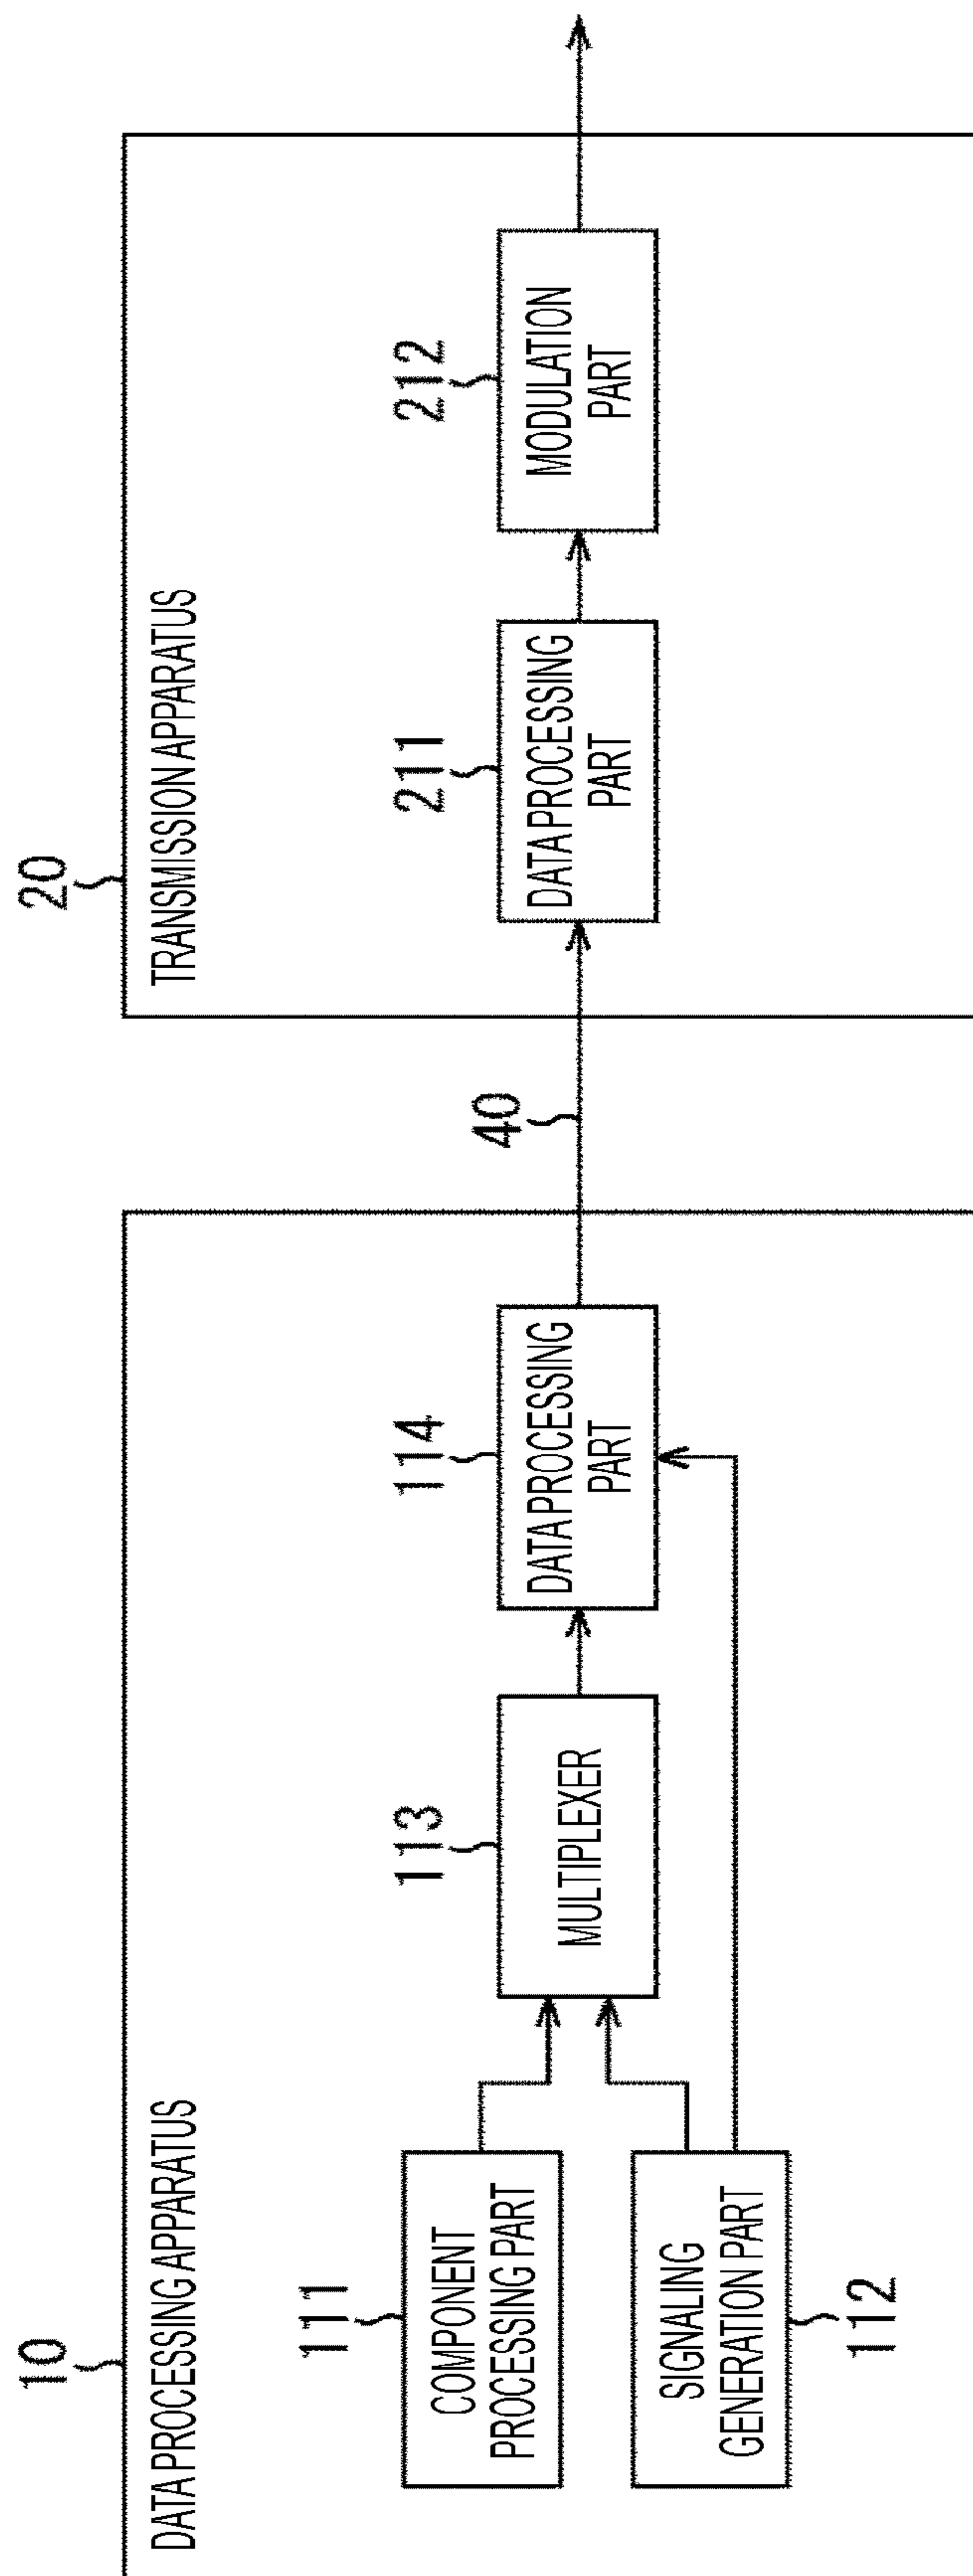 10
DATA PROCESSING APPARATUS
111
COMPONENT
PROCESSING PART
SIGNALING
GENERATION PART
112
113
MULTIPLEXER
114
DATA PROCESSING
PART
40
20
TRANSMISSION APPARATUS
211
DATA PROCESSING
PART
212
MODULATION
PART